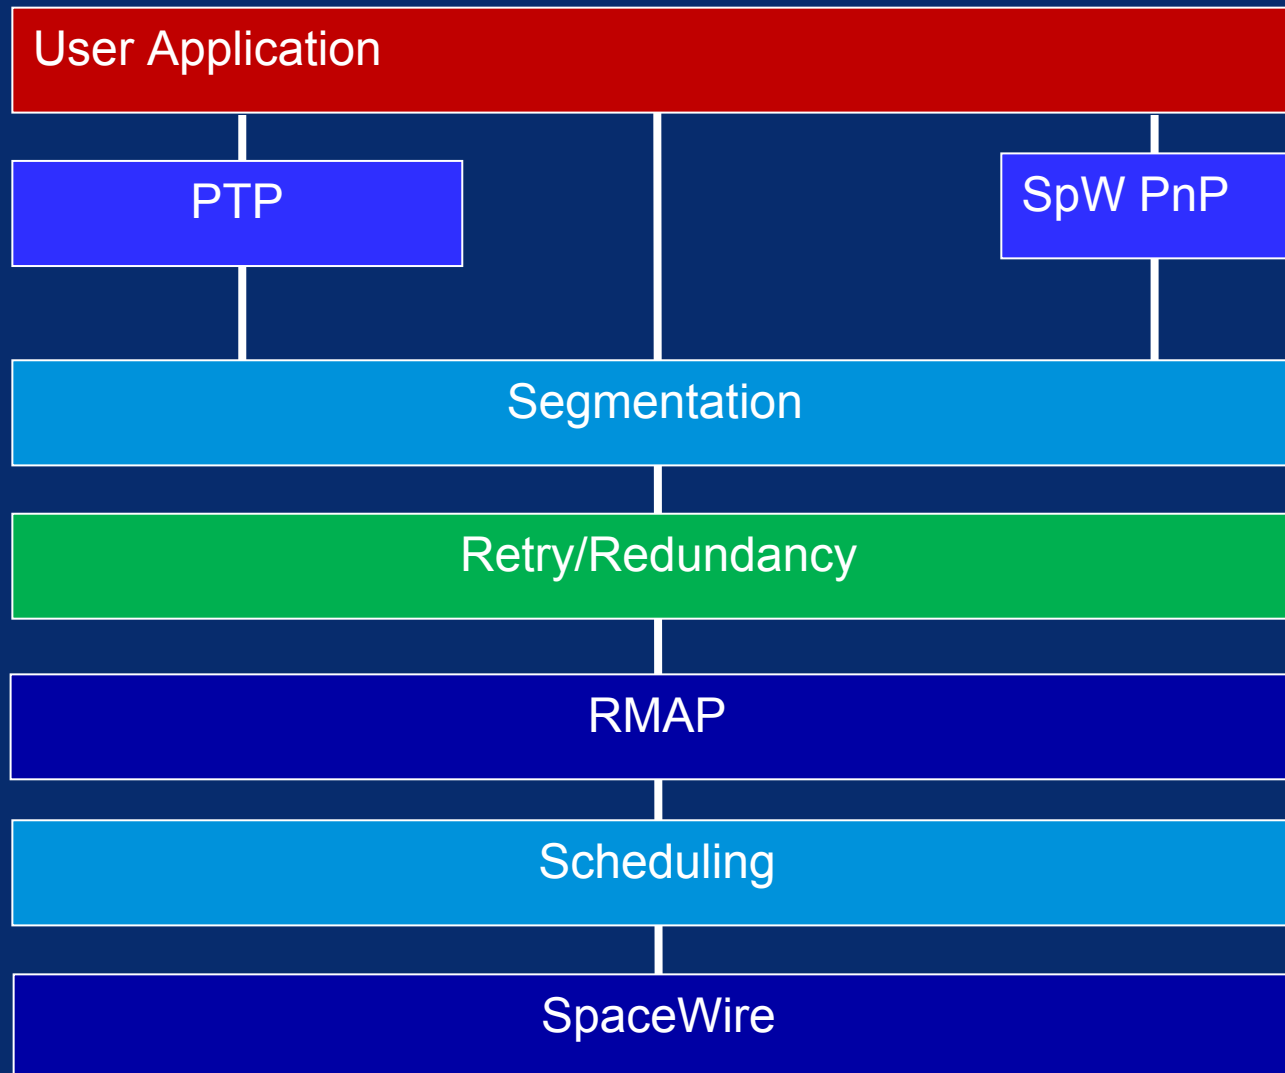 User Application
PTP
SpW PnP
Segmentation
Retry/Redundancy
RMAP
Scheduling
SpaceWire